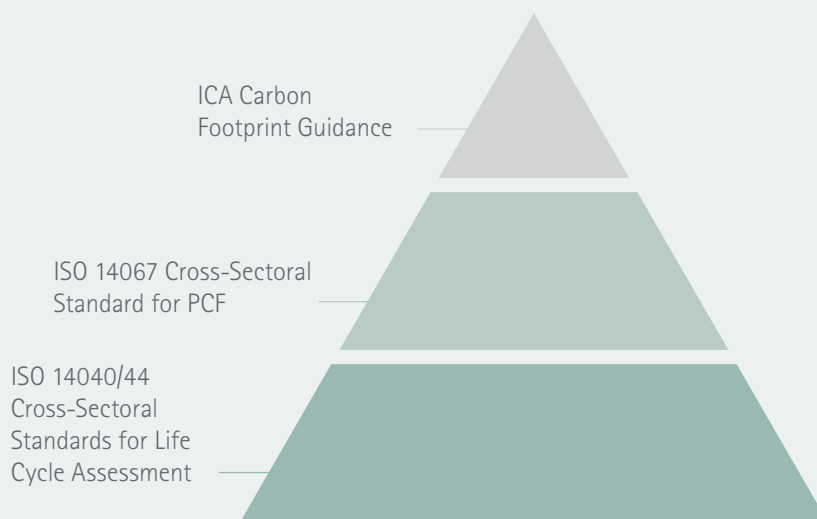 ICA Carbon
Footprint Guidance
ISO 14067 Cross-Sectoral
Standard for PCF
ISO 14040/44
Cross-Sectoral
Standards for Life
Cycle Assessment